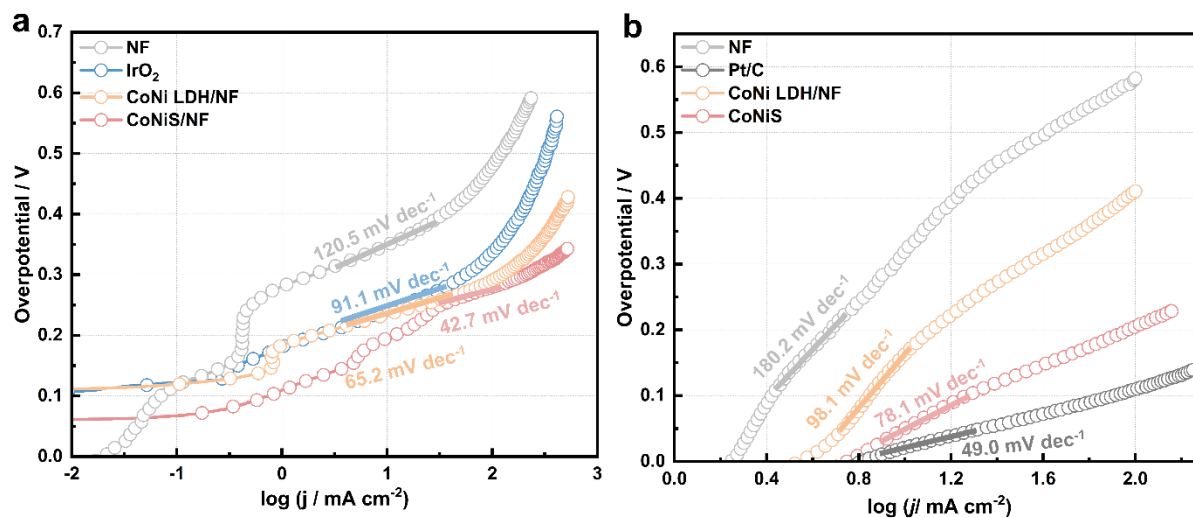 a
0.7
0.6
0.5
0.4
0.3
0.2
0.1
0.0
Overpotential / V
NF
IrO₂
CoNi LDH/NF
CoNiS/NF
120.5 mV dec⁻¹
91.1 mV dec⁻¹
42.7 mV dec⁻¹
65.2 mV dec⁻¹
-2
-1
0
1
2
3
log (j / mA cm⁻²)
b
0.6
0.5
0.4
0.3
0.2
0.1
0.0
Overpotential / V
NF
Pt/C
CoNi LDH/NF
CoNiS
180.2 mV dec⁻¹
98.1 mV dec⁻¹
78.1 mV dec⁻¹
49.0 mV dec⁻¹
0.0
0.4
0.8
1.2
1.6
2.0
log (j/ mA cm⁻²)